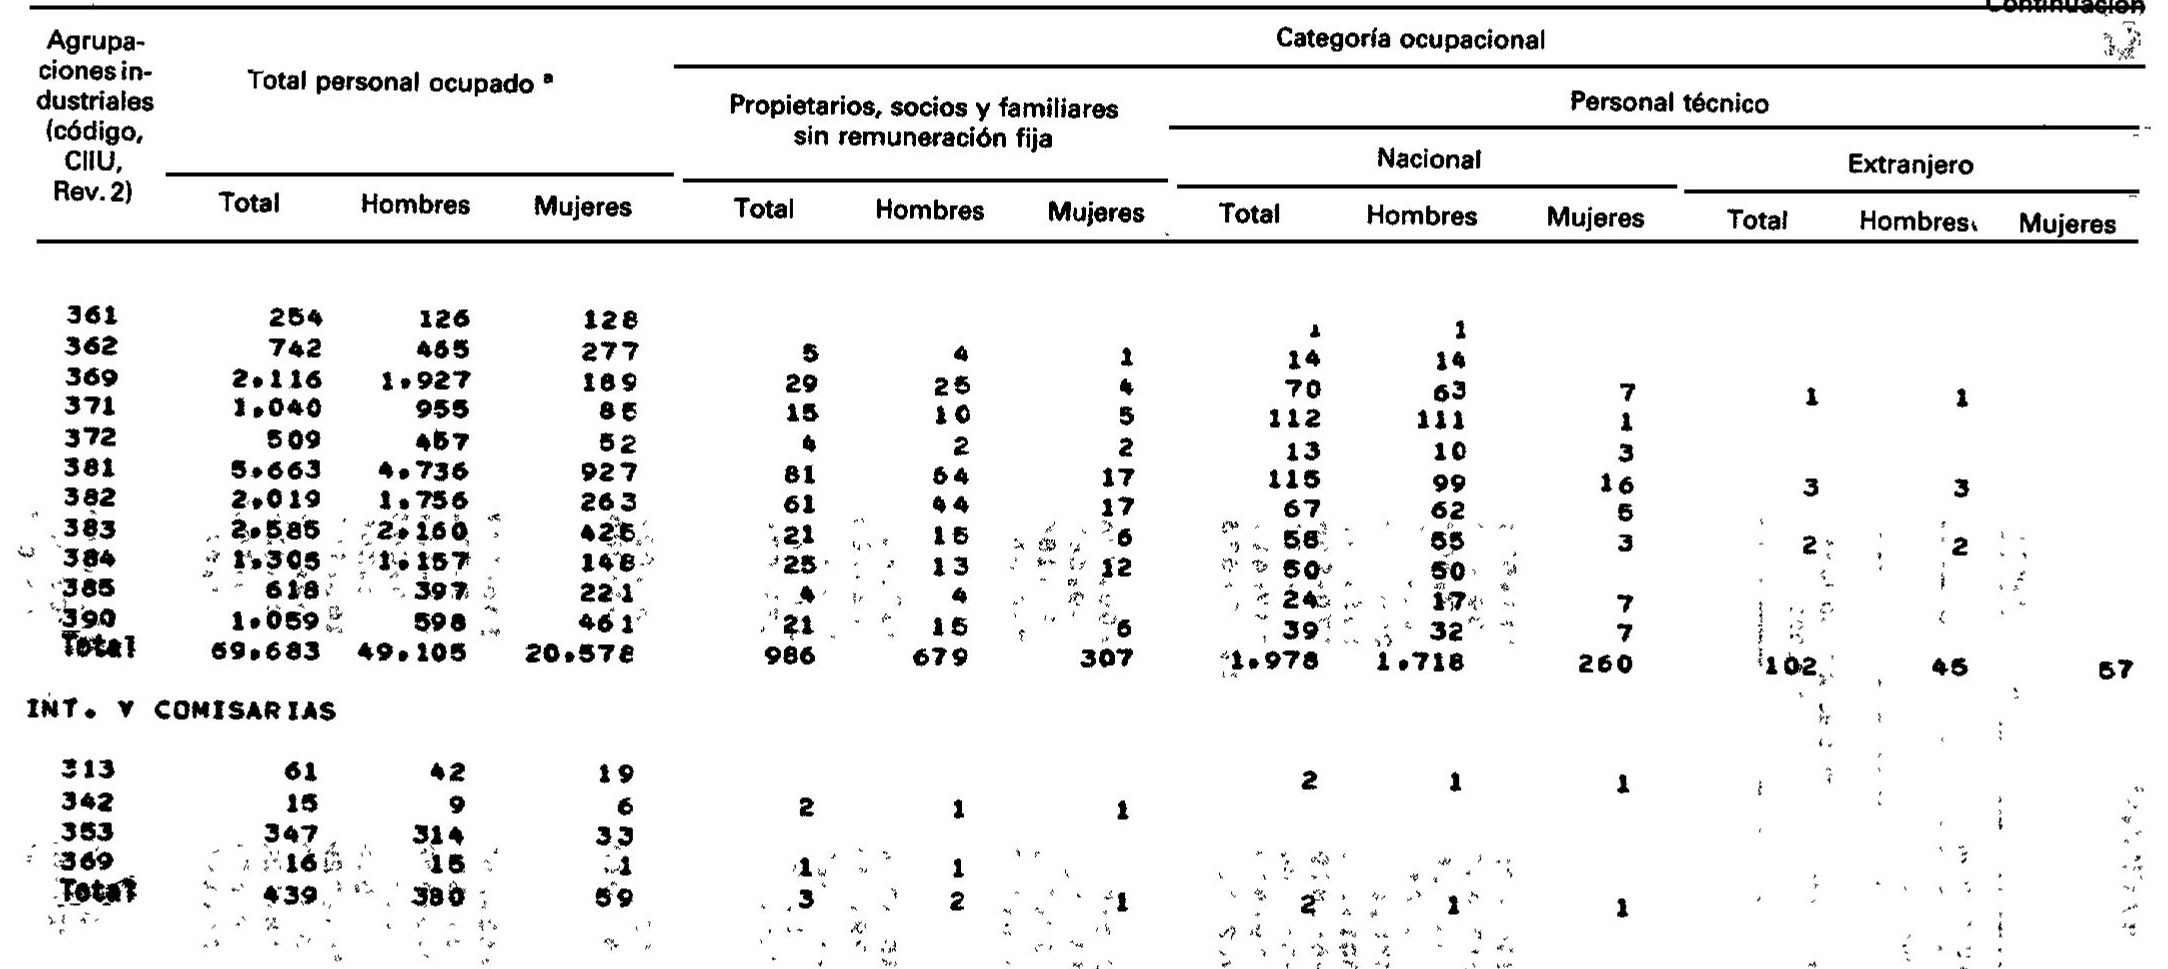 Continuación
Agrupaciones industriales (código, CIIU, Rev. 2)
Total personal ocupado a
Categoría ocupacional
Propietarios, socios y familiares
sin remuneración fija
Personal técnico
Nacional
Extranjero
Total Hombres Mujeres Total Hombres Mujeres Total Hombres Mujeres Total Hombres Mujeres
361 254 126 128 1 1
362 742 465 277 5 4 1 14 14
369 2.116 1.927 189 29 25 4 70 63 7 1 1
371 1.040 955 85 15 10 5 112 111 1
372 509 457 52 4 2 2 13 10 3
381 5.663 4.736 927 81 64 17 115 99 16 3 3
382 2.019 1.756 263 61 44 17 67 62 5
383 2.585 2.160 425 21 15 6 58 55 3 2 2
384 1.305 1.157 148 25 13 12 50 50
385 618 397 221 4 4 24 17 7
390 1.059 598 461 21 15 6 39 32 7
Total 69.683 49.105 20.578 986 679 307 1.978 1.718 260 102 45 57
INT. Y COMISARIAS
313 61 42 19 2 1 1
342 15 9 6 2 1 1
353 347 314 33
369 16 15 1 1 1
Total 439 380 59 3 2 1 2 1 1